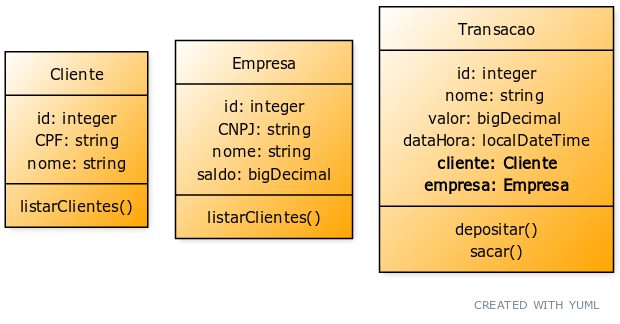 Cliente
id: integer
CPF: string
nome: string
listarClientes()
Empresa
id: integer
CNPJ: string
nome: string
saldo: bigDecimal
listarClientes()
Transacao
id: integer
nome: string
valor: bigDecimal
dataHora: localDateTime
cliente: Cliente
empresa: Empresa
depositar()
sacar()
CREATED WITH YUML